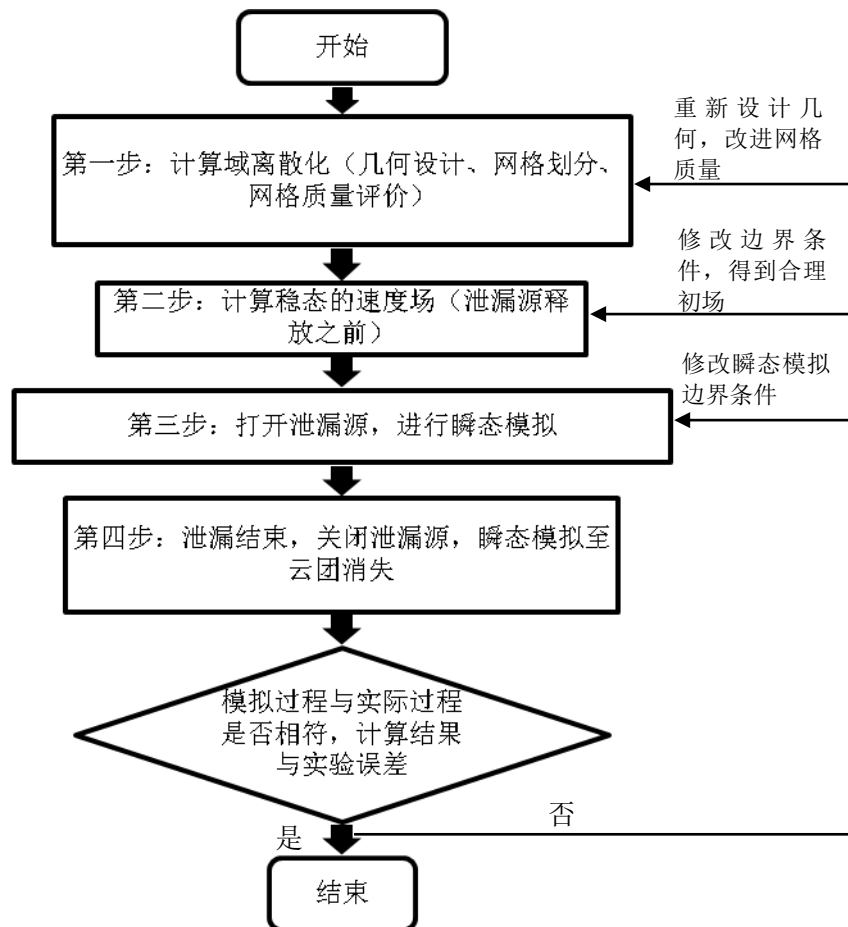 开始
重新设计几
何，改进网格
质量
第一步：计算域离散化（几何设计、网格划分、
网格质量评价）
修改边界条
件，得到合理
初场
第二步：计算稳态的速度场（泄漏源释
放之前）
修改瞬态模拟
边界条件
第三步：打开泄漏源，进行瞬态模拟
第四步：泄漏结束，关闭泄漏源，瞬态模拟至
云团消失
模拟过程与实际过程
是否相符，计算结果
与实验误差
否
是
结束